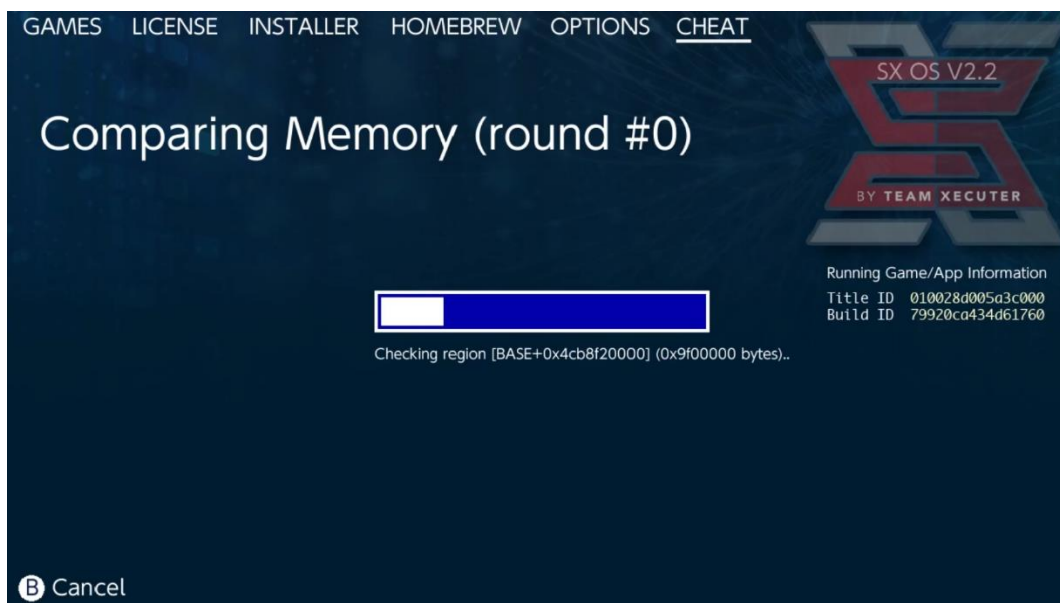 GAMES LICENSE INSTALLER HOMEBREW OPTIONS CHEAT
SX OS V2.2
Comparing Memory (round #0)
BY TEAM XECUTER
Running Game/App Information
Title ID 010028d005a3c000
Build ID 79920ca434d61760
Checking region [BASE+0x4cb8f20000] (0x9f00000 bytes)..
B Cancel